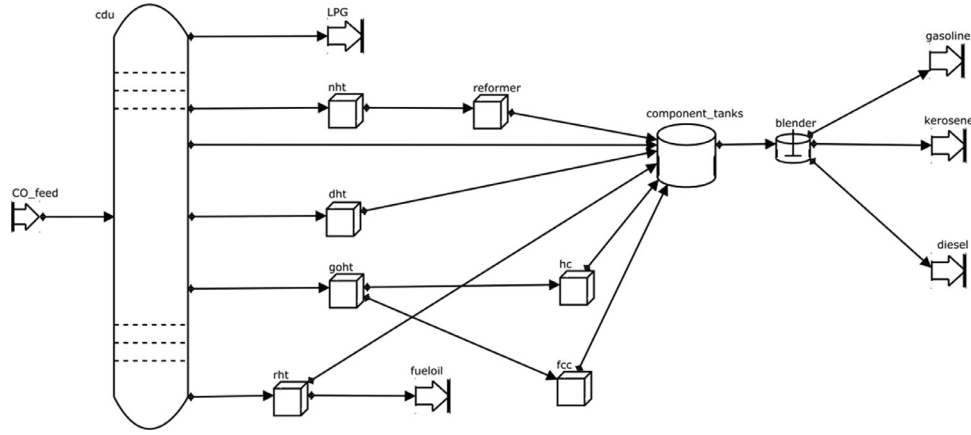 cdu
LPG
gasoline
nht
reformer
component_tanks
blender
kerosene
CO_feed
dht
diesel
goht
hc
rht
fueloil
fcc